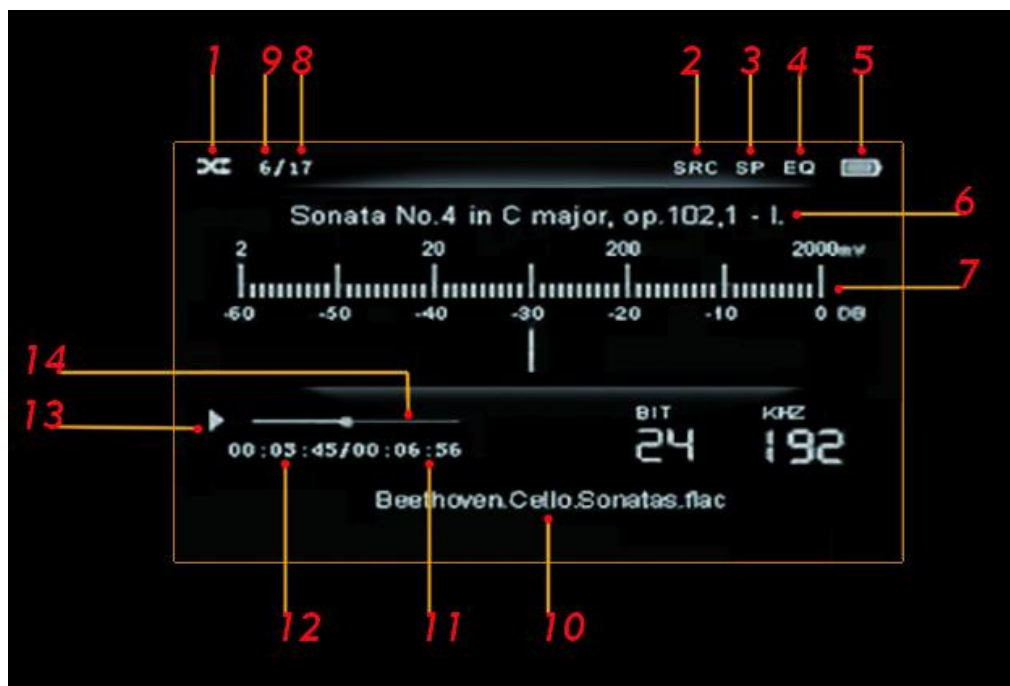 1 9 8 2 3 4 5
6/17 SRC SP EQ
Sonata No.4 in C major, op.102,1 - I. 6
2 20 200 2000mV
7
-60 -50 -40 -30 -20 -10 0 DB
14
13
BIT KHZ
24 192
00:03:45/00:06:56
Beethoven.Cello.Sonatas.flac
12 11 10